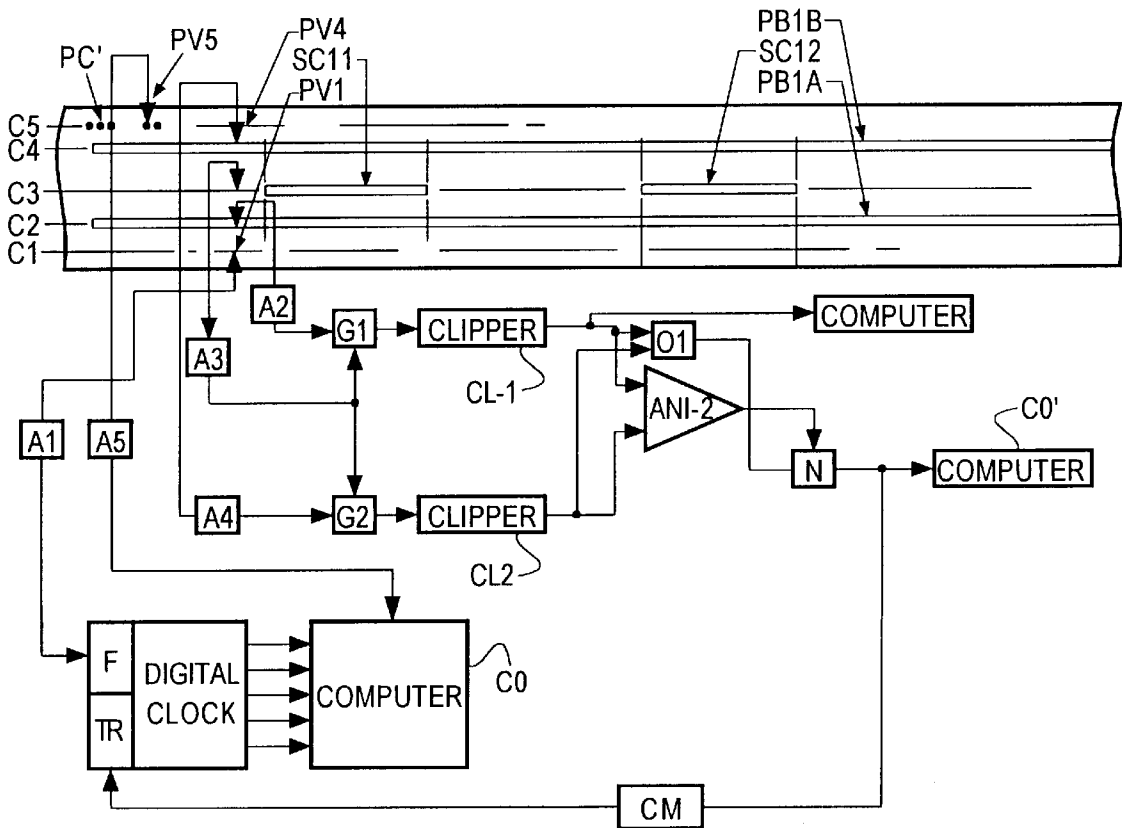 PB1B
PV4
SC11
SC12
PV5
PC'
PV1
PB1A
C5
C4
C3
C2
C1
A2
G1
CLIPPER
COMPUTER
O1
A3
CL-1
ANI-2
C0'
A1
A5
N
COMPUTER
A4
G2
CLIPPER
CL2
F
DIGITAL
CLOCK
TR
COMPUTER
C0
CM